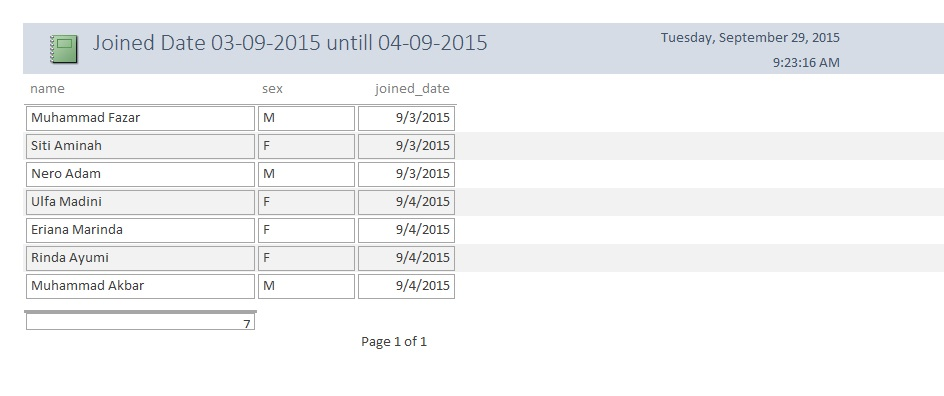 Joined Date 03-09-2015 untill 04-09-2015
Tuesday, September 29, 2015
9:23:16 AM
name sex joined_date
Muhammad Fazar M 9/3/2015
Siti Aminah F 9/3/2015
Nero Adam M 9/3/2015
Ulfa Madini F 9/4/2015
Eriana Marinda F 9/4/2015
Rinda Ayumi F 9/4/2015
Muhammad Akbar M 9/4/2015
7
Page 1 of 1